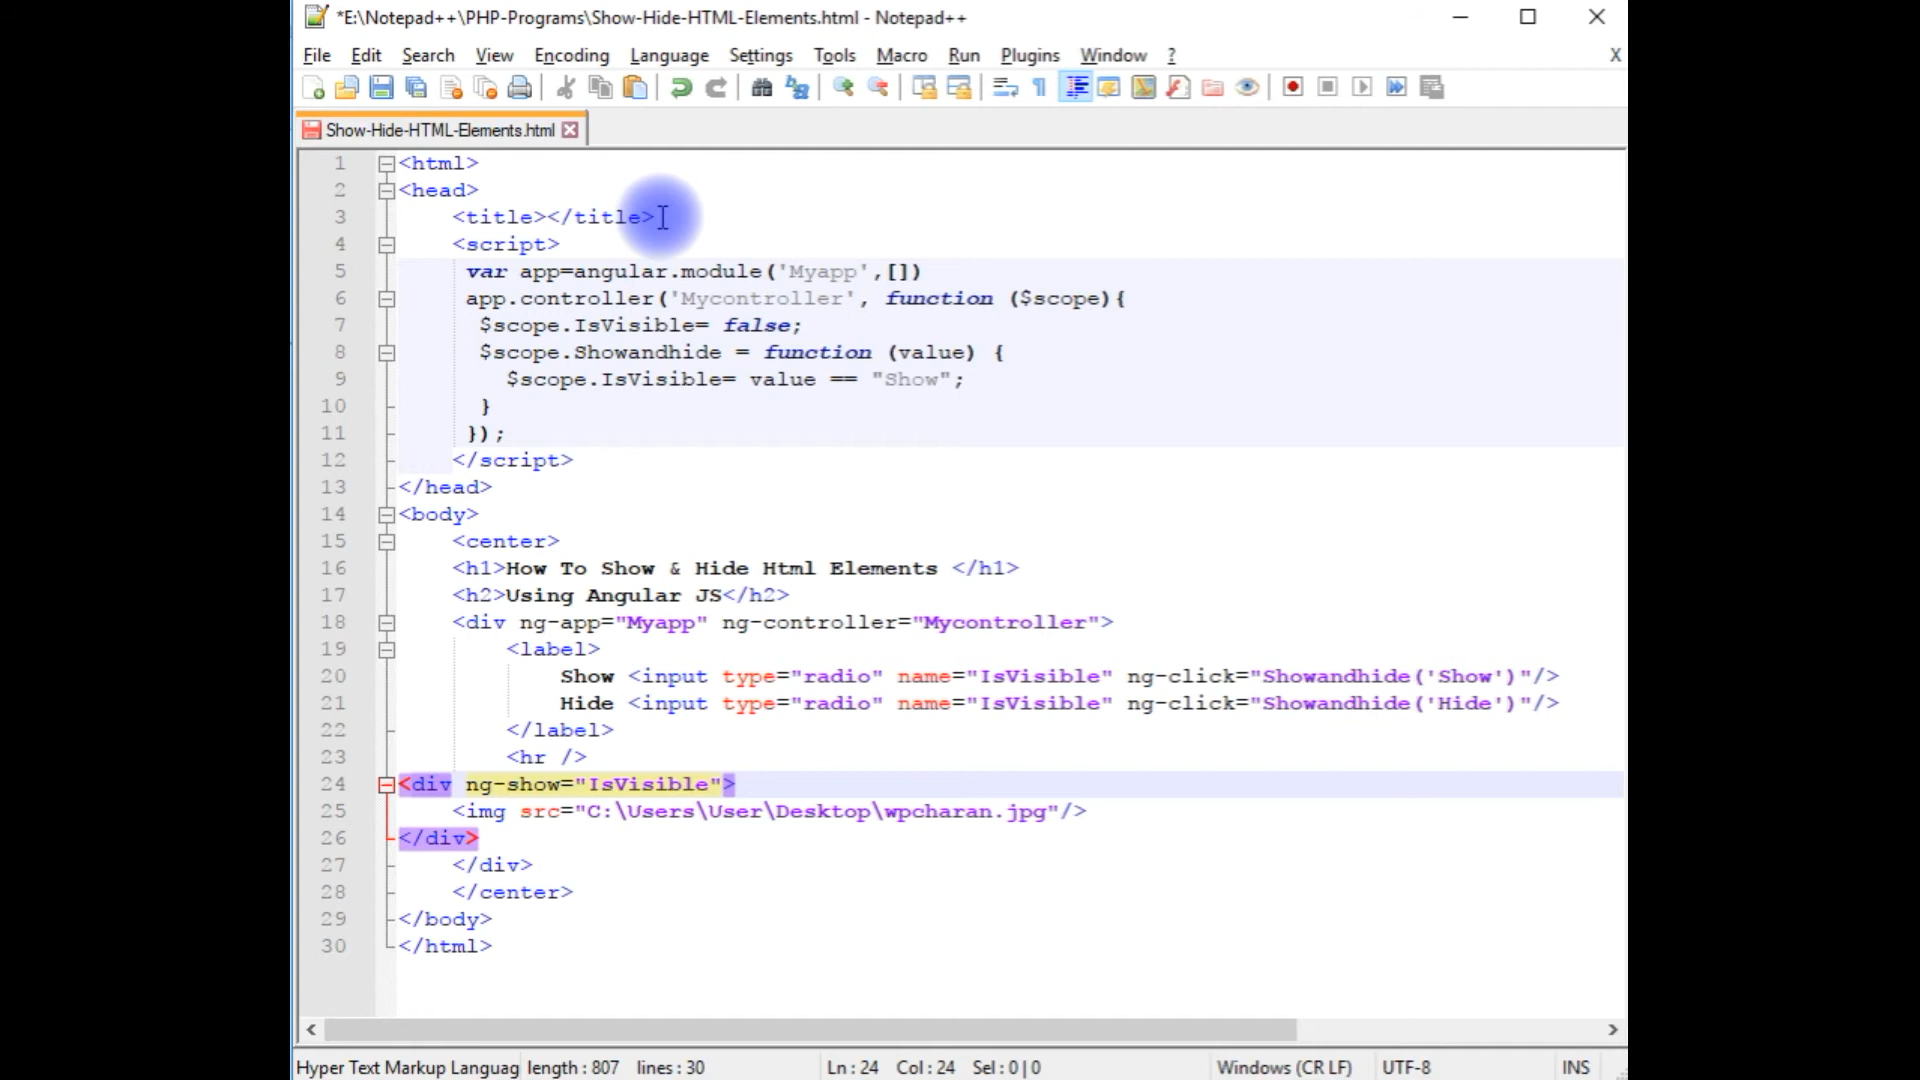 *E:\Notepad++\PHP-Programs\Show-Hide-HTML-Elements.html - Notepad++
File Edit Search View Encoding Language Settings Tools Macro Run Plugins Window ? X
Show-Hide-HTML-Elements.html
1 <html>
2 <head>
3 <title></title>
4 <script>
5 var app=angular.module('Myapp',[])
6 app.controller('Mycontroller', function ($scope){
7 $scope.IsVisible= false;
8 $scope.Showandhide = function (value) {
9 $scope.IsVisible= value == "Show";
10 }
11 });
12 </script>
13 </head>
14 <body>
15 <center>
16 <h1>How To Show & Hide Html Elements </h1>
17 <h2>Using Angular JS</h2>
18 <div ng-app="Myapp" ng-controller="Mycontroller">
19 <label>
20 Show <input type="radio" name="IsVisible" ng-click="Showandhide('Show')"/>
21 Hide <input type="radio" name="IsVisible" ng-click="Showandhide('Hide')"/>
22 </label>
23 <hr />
24 <div ng-show="IsVisible">
25 <img src="C:\Users\User\Desktop\wpcharan.jpg"/>
26 </div>
27 </div>
28 </center>
29 </body>
30 </html>
Hyper Text Markup Languag length : 807 lines : 30 Ln : 24 Col : 24 Sel : 0 | 0 Windows (CR LF) UTF-8 INS